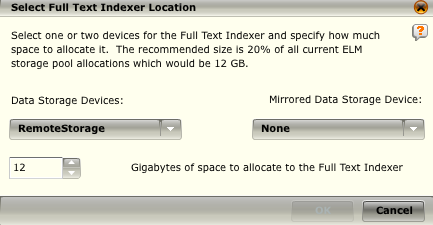 Select Full Text Indexer Location
Select one or two devices for the Full Text Indexer and specify how much
space to allocate it.  The recommended size is 20% of all current ELM
storage pool allocations which would be 12 GB.
Data Storage Devices:
Mirrored Data Storage Device:
RemoteStorage
None
12
Gigabytes of space to allocate to the Full Text Indexer
OK
Cancel